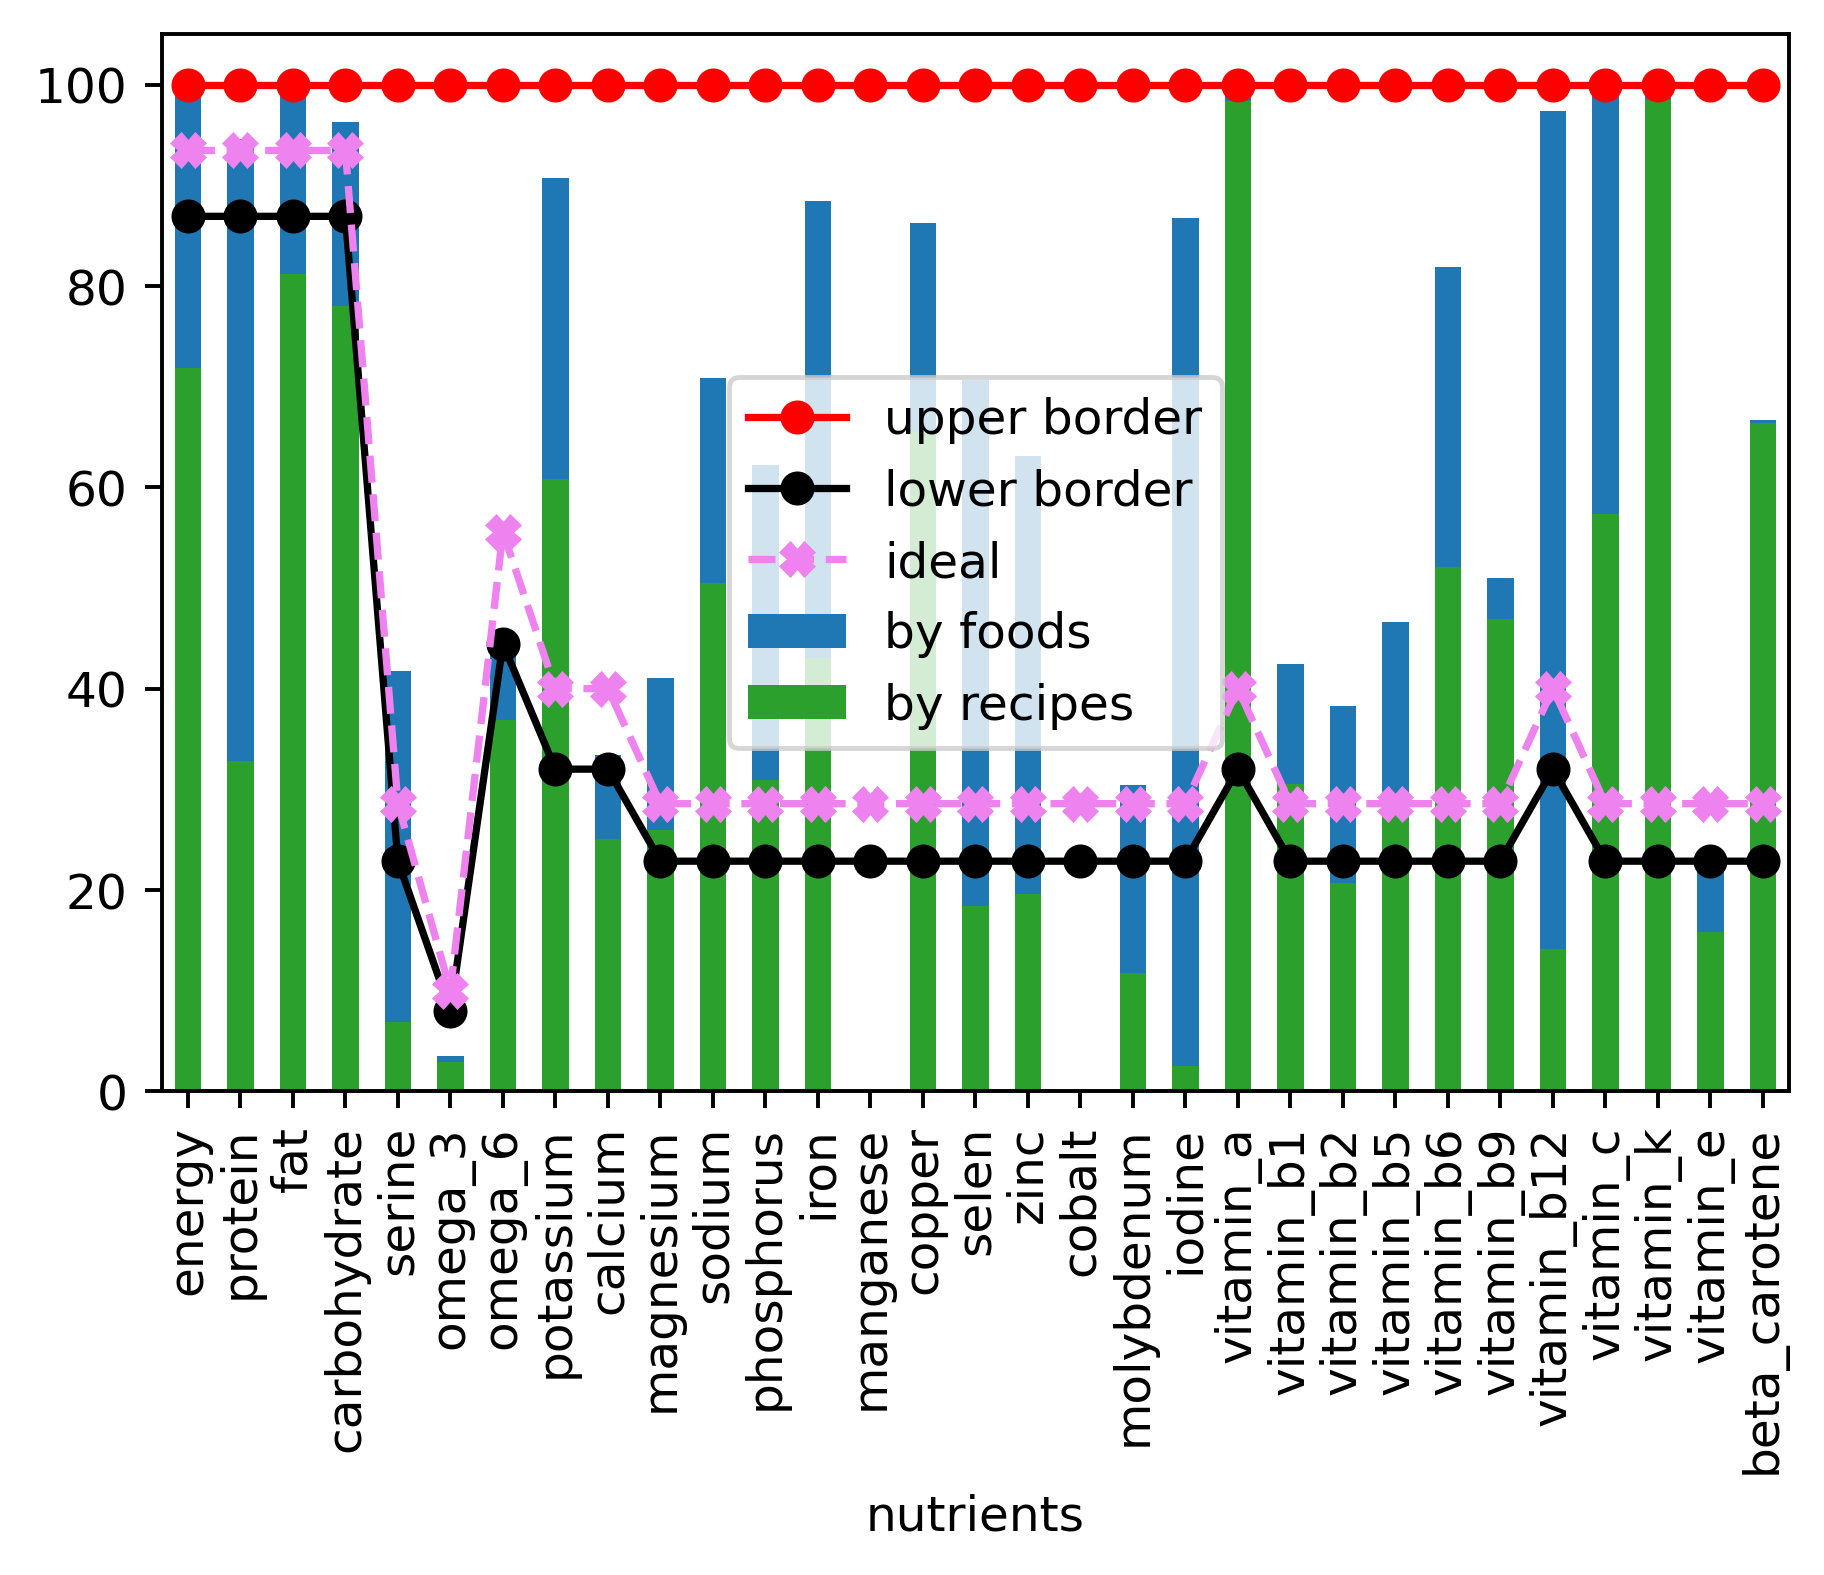 100
80
60
40
20
0
upper border
lower border
ideal
by foods
by recipes
energy
protein
fat
carbohydrate
serine
omega_3
omega_6
potassium
calcium
magnesium
sodium
phosphorus
iron
manganese
copper
selen
zinc
cobalt
molybdenum
iodine
vitamin_a
vitamin_b1
vitamin_b2
vitamin_b5
vitamin_b6
vitamin_b9
vitamin_b12
vitamin_c
vitamin_k
vitamin_e
beta_carotene
nutrients